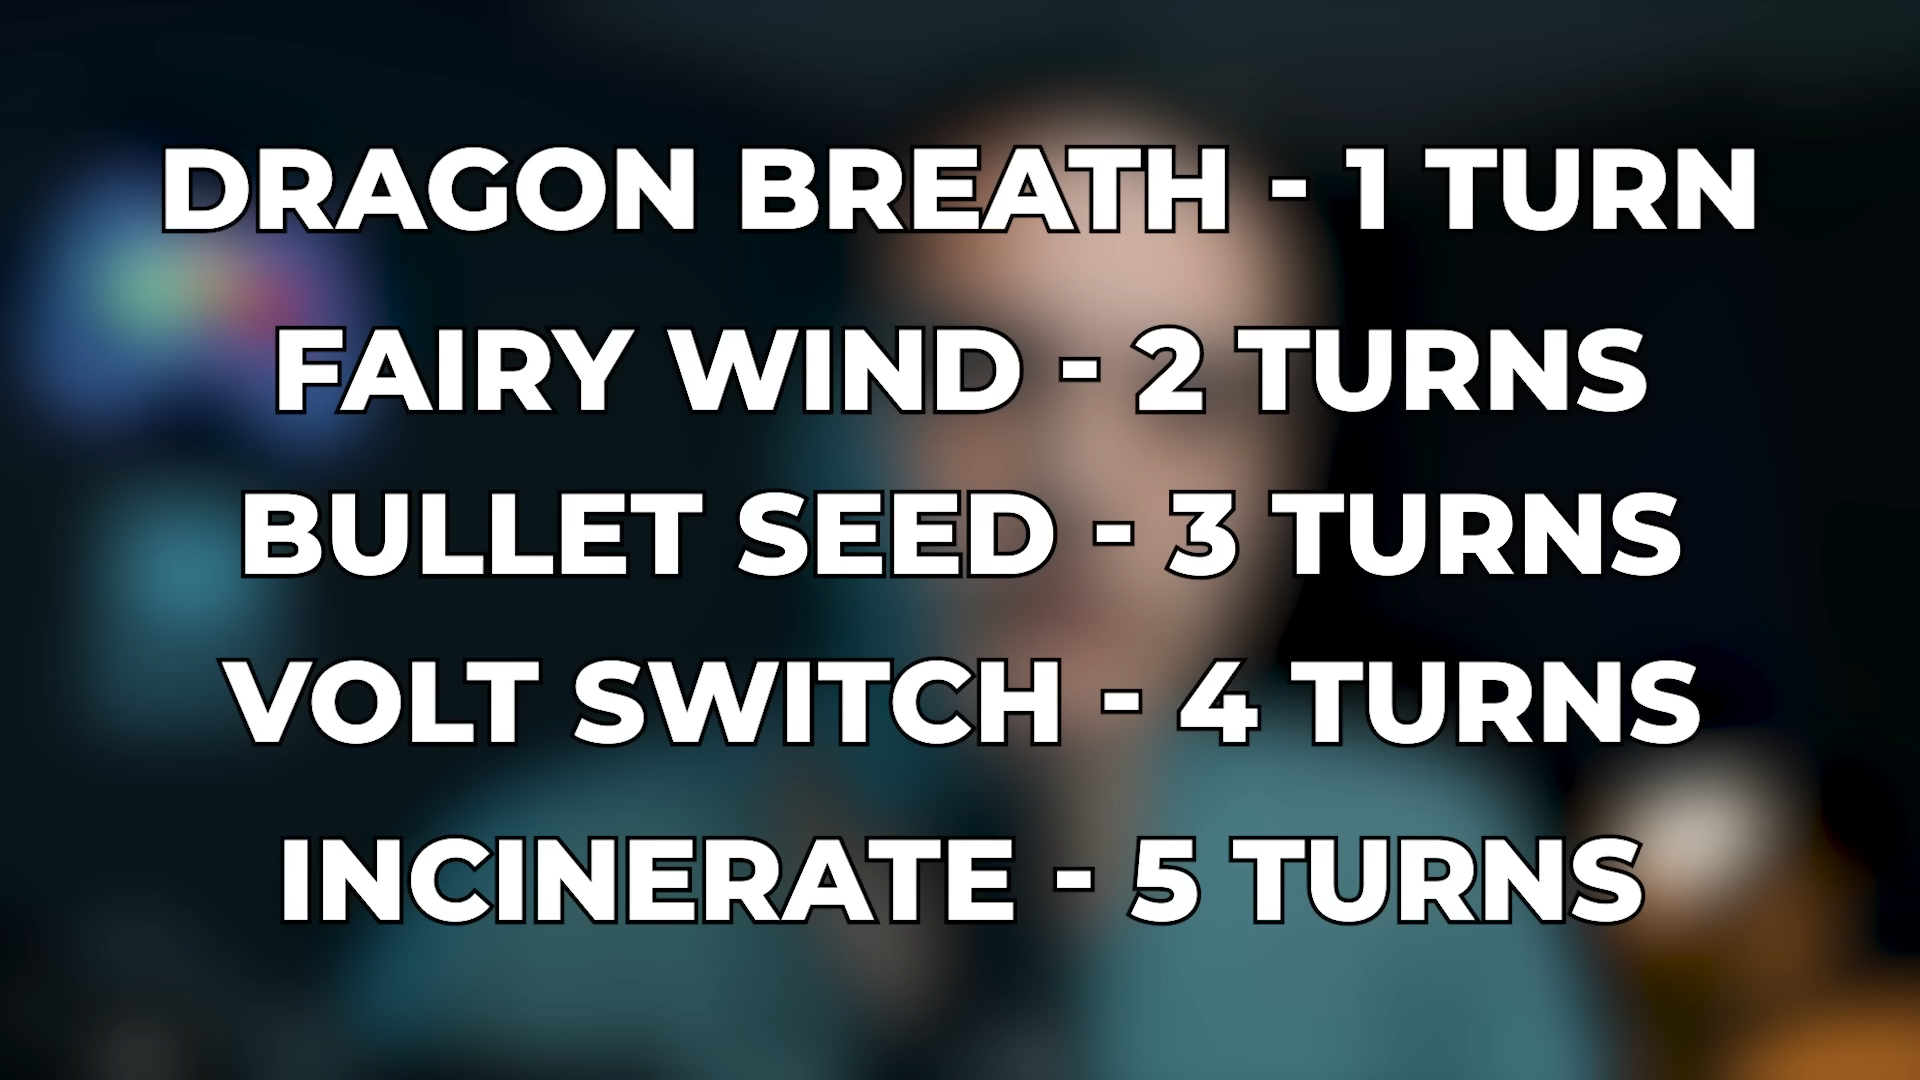 DRAGON BREATH - 1 TURN
FAIRY WIND - 2 TURNS
BULLET SEED - 3 TURNS
VOLT SWITCH - 4 TURNS
INCINERATE - 5 TURNS